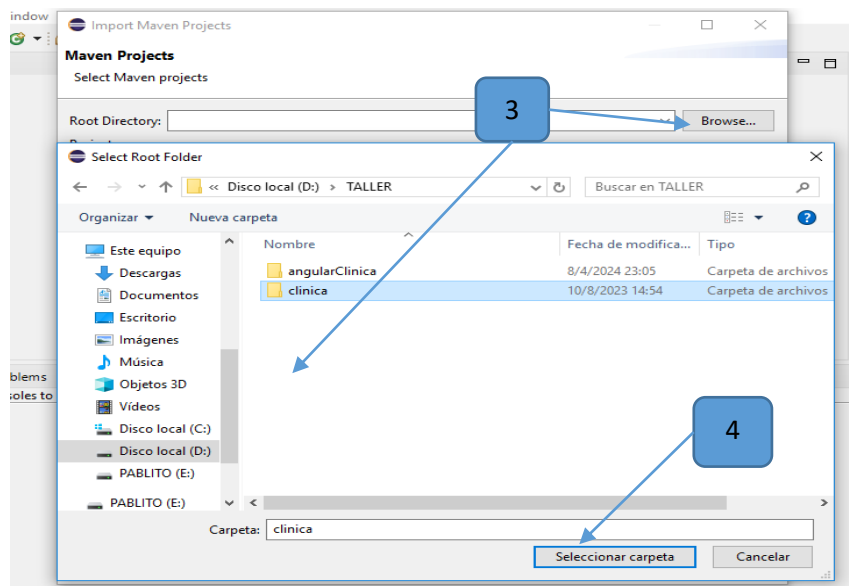 indow
Import Maven Projects
Maven Projects
Select Maven projects
3
Root Directory:
Browse...
Select Root Folder
« Disco local (D:) > TALLER
Buscar en TALLER
Organizar
Nueva carpeta
?
Nombre
Fecha de modifica...
Tipo
Este equipo
Descargas
Documentos
Escritorio
Imágenes
Música
Objetos 3D
Vídeos
Disco local (C:)
Disco local (D:)
PABLITO (E:)
PABLITO (E:)
angularClinica
8/4/2024 23:05
Carpeta de archivos
clinica
10/8/2023 14:54
Carpeta de archivos
blems
soles to
4
Carpeta: clinica
Seleccionar carpeta
Cancelar